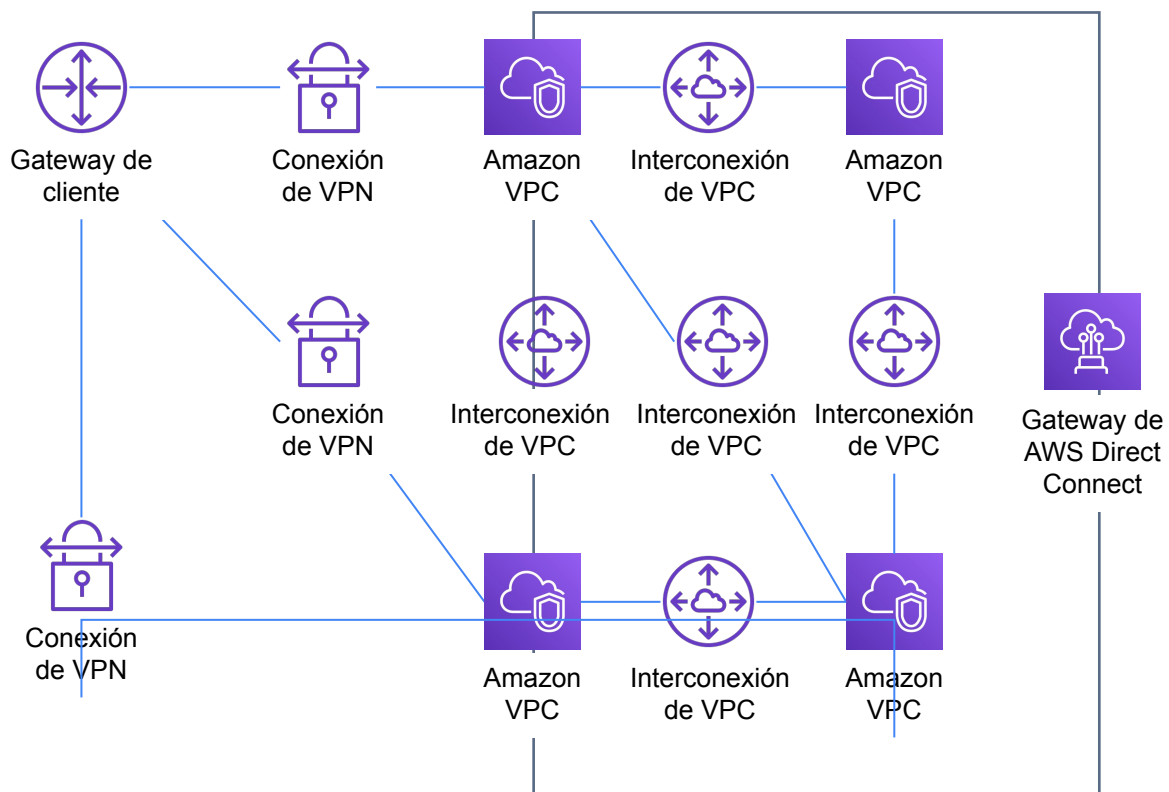 Gateway de
cliente
Conexión
de VPN
Amazon
VPC
Interconexión
de VPC
Amazon
VPC
Conexión
de VPN
Interconexión
de VPC
Interconexión
de VPC
Interconexión
de VPC
Gateway de
AWS Direct
Connect
Conexión
de VPN
Amazon
VPC
Interconexión
de VPC
Amazon
VPC